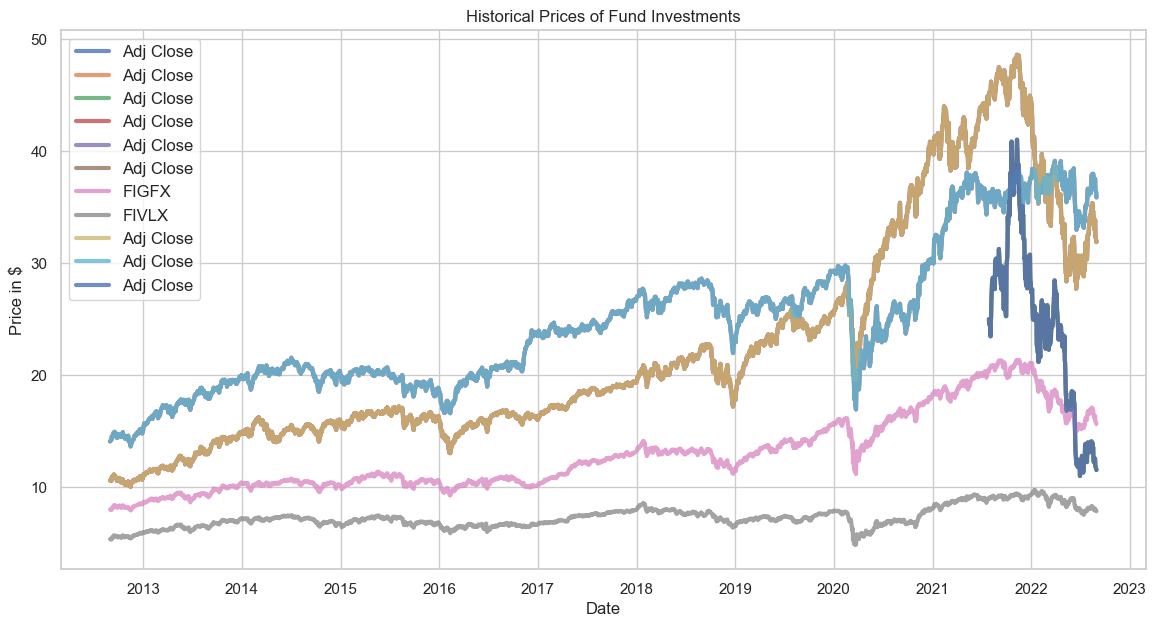 Historical Prices of Fund Investments
50
40
30
20
10
Price in $
Adj Close
Adj Close
Adj Close
Adj Close
Adj Close
Adj Close
FIGFX
FIVLX
Adj Close
Adj Close
Adj Close
2013 2014 2015 2016 2017 2018 2019 2020 2021 2022 2023
Date